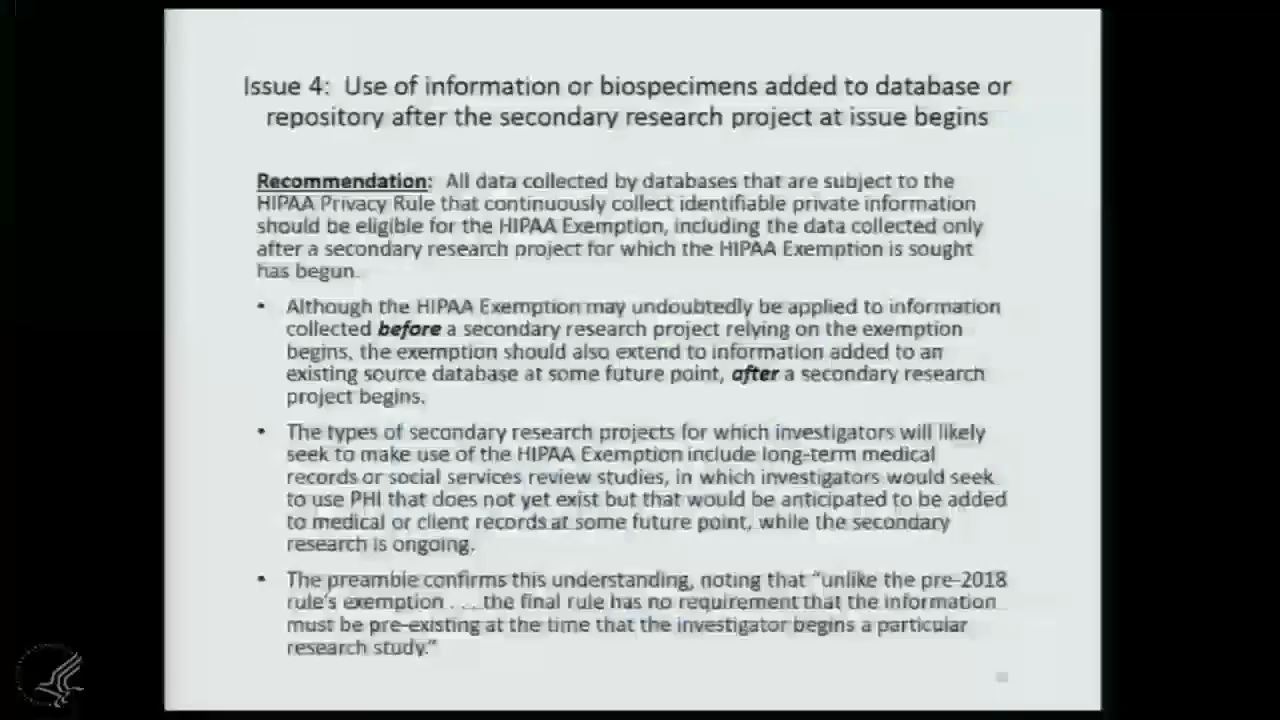 Issue 4: Use of information or biospecimens added to database or
repository after the secondary research project at issue begins
Recommendation: All data collected by databases that are subject to the
HIPAA Privacy Rule that continuously collect identifiable private information
should be eligible for the HIPAA Exemption, including the data collected only
after a secondary research project for which the HIPAA Exemption is sought
has begun.
• Although the HIPAA Exemption may undoubtedly be applied to information
collected before a secondary research project relying on the exemption
begins, the exemption should also extend to information added to an
existing source database at some future point, after a secondary research
project begins.
• The types of secondary research projects for which investigators will likely
seek to make use of the HIPAA Exemption include long-term medical
records or social services review studies, in which investigators would seek
to use PHI that does not yet exist but that would be anticipated to be added
to medical or client records at some future point, while the secondary
research is ongoing.
• The preamble confirms this understanding, noting that “unlike the pre-2018
rule’s exemption . . . the final rule has no requirement that the information
must be pre-existing at the time that the investigator begins a particular
research study.”